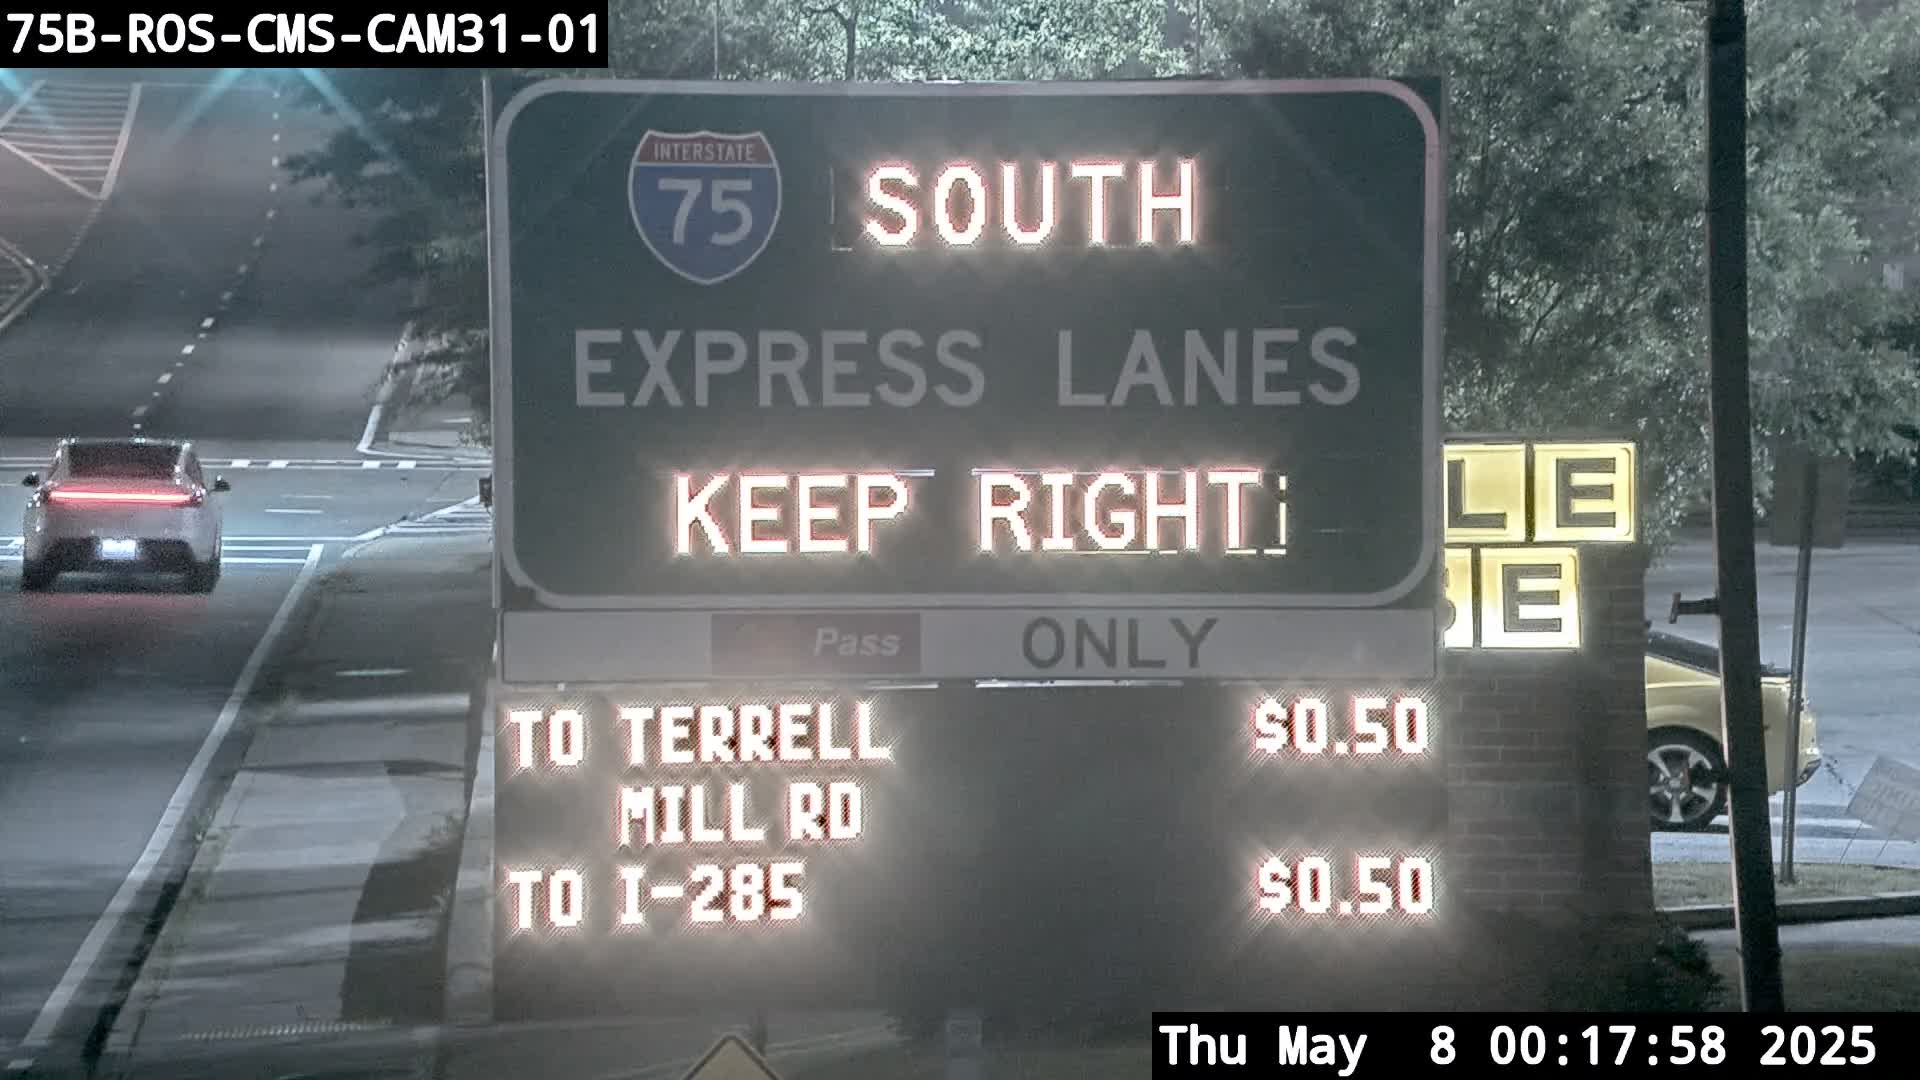 75B-ROS-CMS-CAM31-01
INTERSTATE
75
SOUTH
EXPRESS LANES
KEEP RIGHT
Pass ONLY
TO TERRELL $0.50
MILL RD
TO I-285 $0.50
LE
E
Thu May 8 00:17:58 2025